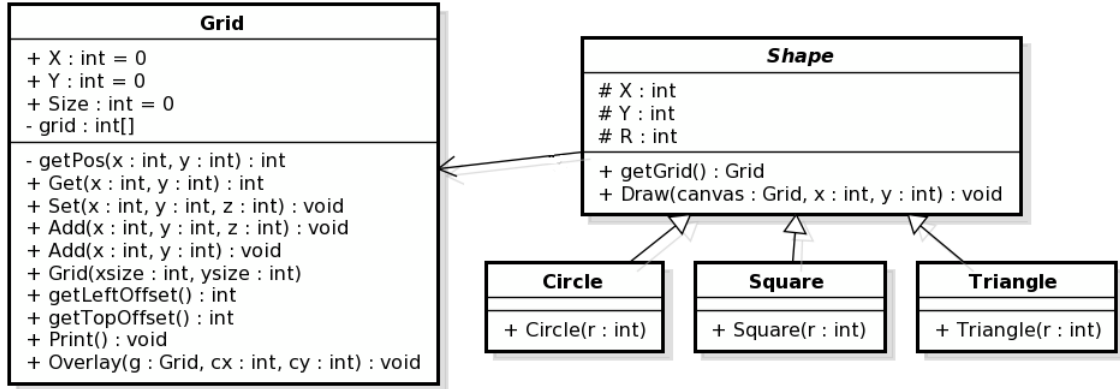 Grid
+ X : int = 0
+ Y : int = 0
+ Size : int = 0
- grid : int[]
- getPos(x : int, y : int) : int
+ Get(x : int, y : int) : int
+ Set(x : int, y : int, z : int) : void
+ Add(x : int, y : int, z : int) : void
+ Add(x : int, y : int) : void
+ Grid(xsize : int, ysize : int)
+ getLeftOffset() : int
+ getTopOffset() : int
+ Print() : void
+ Overlay(g : Grid, cx : int, cy : int) : void
Shape
# X : int
# Y : int
# R : int
+ getGrid() : Grid
+ Draw(canvas : Grid, x : int, y : int) : void
Circle
+ Circle(r : int)
Square
+ Square(r : int)
Triangle
+ Triangle(r : int)